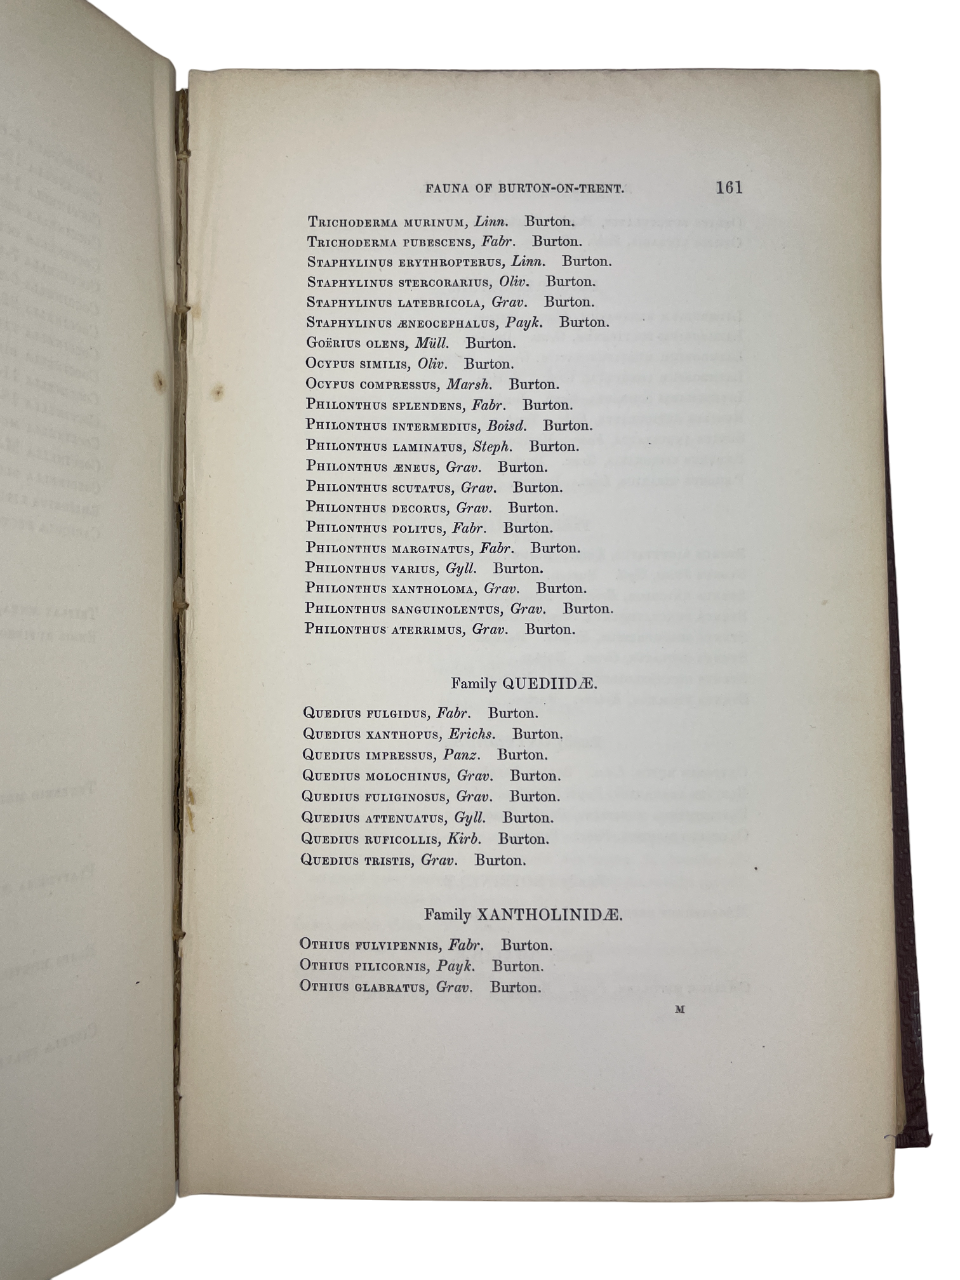 FAUNA OF BURTON-ON-TRENT. 161
TRICHODERMA MURINUM, Linn. Burton.
TRICHODERMA PUBESCENS, Fabr. Burton.
STAPHYLINUS ERYTHROPTERUS, Linn. Burton.
STAPHYLINUS STERCORARIUS, Oliv. Burton.
STAPHYLINUS LATEBRICOLA, Grav. Burton.
STAPHYLINUS ÆNEOCEPHALUS, Payk. Burton.
GOËRIUS OLENS, Müll. Burton.
OCYPUS SIMILIS, Oliv. Burton.
OCYPUS COMPRESSUS, Marsh. Burton.
PHILONTHUS SPLENDENS, Fabr. Burton.
PHILONTHUS INTERMEDIUS, Boisd. Burton.
PHILONTHUS LAMINATUS, Steph. Burton.
PHILONTHUS ÆNEUS, Grav. Burton.
PHILONTHUS SCUTATUS, Grav. Burton.
PHILONTHUS DECORUS, Grav. Burton.
PHILONTHUS POLITUS, Fabr. Burton.
PHILONTHUS MARGINATUS, Fabr. Burton.
PHILONTHUS VARIUS, Gyll. Burton.
PHILONTHUS XANTHOLOMA, Grav. Burton.
PHILONTHUS SANGUINOLENTUS, Grav. Burton.
PHILONTHUS ATERRIMUS, Grav. Burton.
Family QUEDIIDÆ.
QUEDIUS FULGIDUS, Fabr. Burton.
QUEDIUS XANTHOPUS, Erichs. Burton.
QUEDIUS IMPRESSUS, Panz. Burton.
QUEDIUS MOLOCHINUS, Grav. Burton.
QUEDIUS FULIGINOSUS, Grav. Burton.
QUEDIUS ATTENUATUS, Gyll. Burton.
QUEDIUS RUFICOLLIS, Kirb. Burton.
QUEDIUS TRISTIS, Grav. Burton.
Family XANTHOLINIDÆ.
OTHIUS FULVIPENNIS, Fabr. Burton.
OTHIUS PILICORNIS, Payk. Burton.
OTHIUS GLABRATUS, Grav. Burton.
M